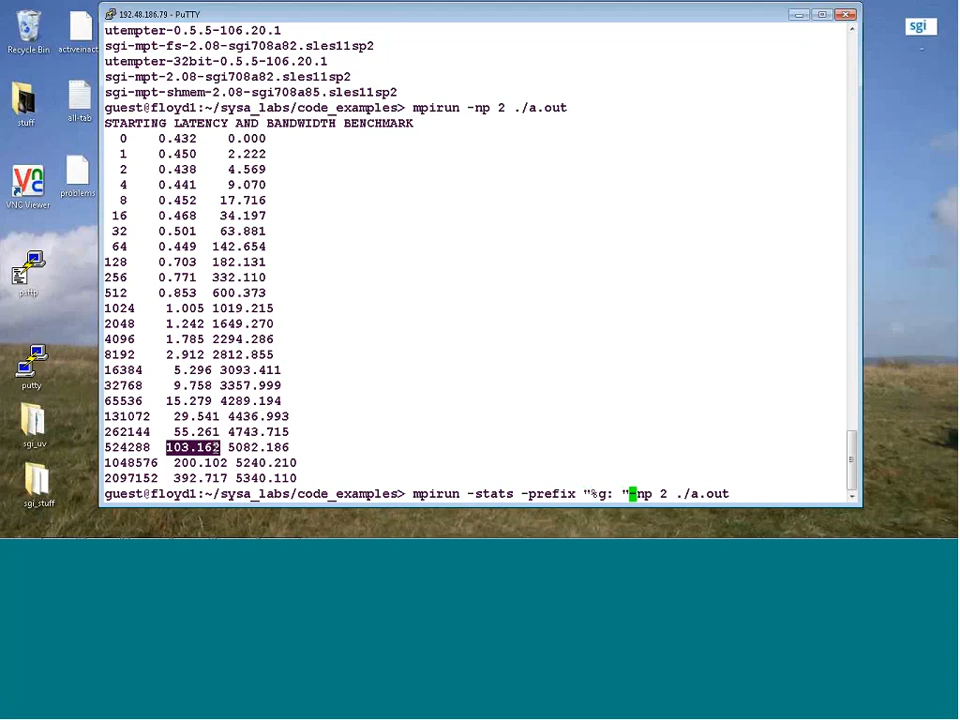 192.48.186.79 - PuTTY
utempter-0.5.5-106.20.1
sgi-mpt-fs-2.08-sgi708a82.sles11sp2
utempter-32bit-0.5.5-106.20.1
sgi-mpt-2.08-sgi708a82.sles11sp2
sgi-mpt-shmem-2.08-sgi708a85.sles11sp2
guest@floyd1:~/sysa_labs/code_examples> mpirun -np 2 ./a.out
STARTING LATENCY AND BANDWIDTH BENCHMARK
0 0.432 0.000
1 0.450 2.222
2 0.438 4.569
4 0.441 9.070
8 0.452 17.716
16 0.468 34.197
32 0.501 63.881
64 0.449 142.654
128 0.703 182.131
256 0.771 332.110
512 0.853 600.373
1024 1.005 1019.215
2048 1.242 1649.270
4096 1.785 2294.286
8192 2.912 2812.855
16384 5.296 3093.411
32768 9.758 3357.999
65536 15.279 4289.194
131072 29.541 4436.993
262144 55.261 4743.715
524288 103.162 5082.186
1048576 200.102 5240.210
2097152 392.717 5340.110
guest@floyd1:~/sysa_labs/code_examples> mpirun -stats -prefix "%g: "-np 2 ./a.out
Recycle Bin
activeinact
stuff
all-tab
VNC Viewer
problems
psftp
putty
sgi_uv
sgi_stuff
sgi